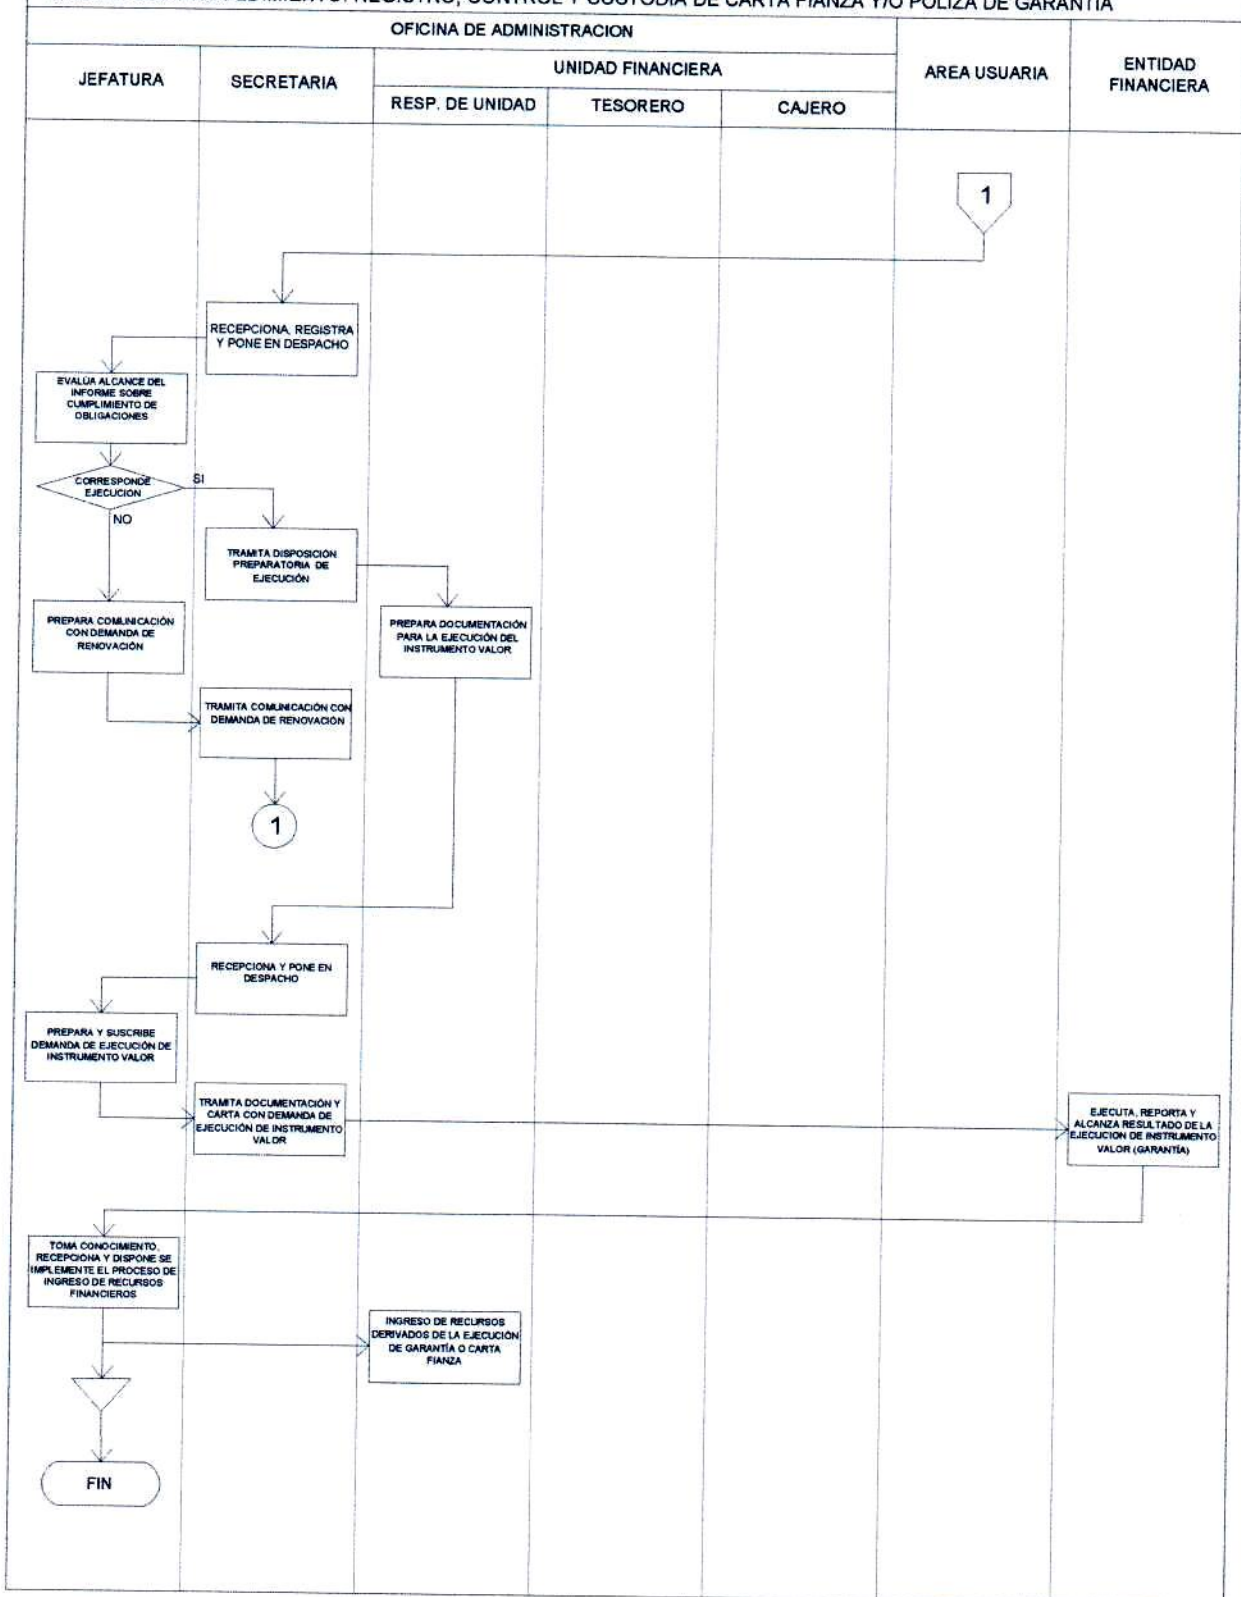 REGISTRO, CONTROL Y CUSTODIA DE CARTA FIANZA Y/O POLIZA DE GARANTIA
OFICINA DE ADMINISTRACION
JEFATURA
SECRETARIA
UNIDAD FINANCIERA
AREA USUARIA
ENTIDAD
FINANCIERA
RESP. DE UNIDAD
TESORERO
CAJERO
1
RECEPCIONA, REGISTRA
Y PONE EN DESPACHO
EVALÚA ALCANCE DEL
INFORME SOBRE
CUMPLIMIENTO DE
OBLIGACIONES
CORRESPONDE
EJECUCION
SI
NO
TRAMITA DISPOSICIÓN
PREPARATORIA DE
EJECUCIÓN
PREPARA COMUNICACIÓN
CON DEMANDA DE
RENOVACIÓN
PREPARA DOCUMENTACIÓN
PARA LA EJECUCIÓN DEL
INSTRUMENTO VALOR
TRAMITA COMUNICACIÓN CON
DEMANDA DE RENOVACIÓN
1
RECEPCIONA Y PONE EN
DESPACHO
PREPARA Y SUSCRIBE
DEMANDA DE EJECUCIÓN DE
INSTRUMENTO VALOR
TRAMITA DOCUMENTACIÓN Y
CARTA CON DEMANDA DE
EJECUCIÓN DE INSTRUMENTO
VALOR
EJECUTA, REPORTA Y
ALCANZA RESULTADO DE LA
EJECUCION DE INSTRUMENTO
VALOR (GARANTÍA)
TOMA CONOCIMIENTO,
RECEPCIONA Y DISPONE SE
IMPLEMENTE EL PROCESO DE
INGRESO DE RECURSOS
FINANCIEROS
INGRESO DE RECURSOS
DERIVADOS DE LA EJECUCIÓN
DE GARANTÍA O CARTA
FIANZA
FIN